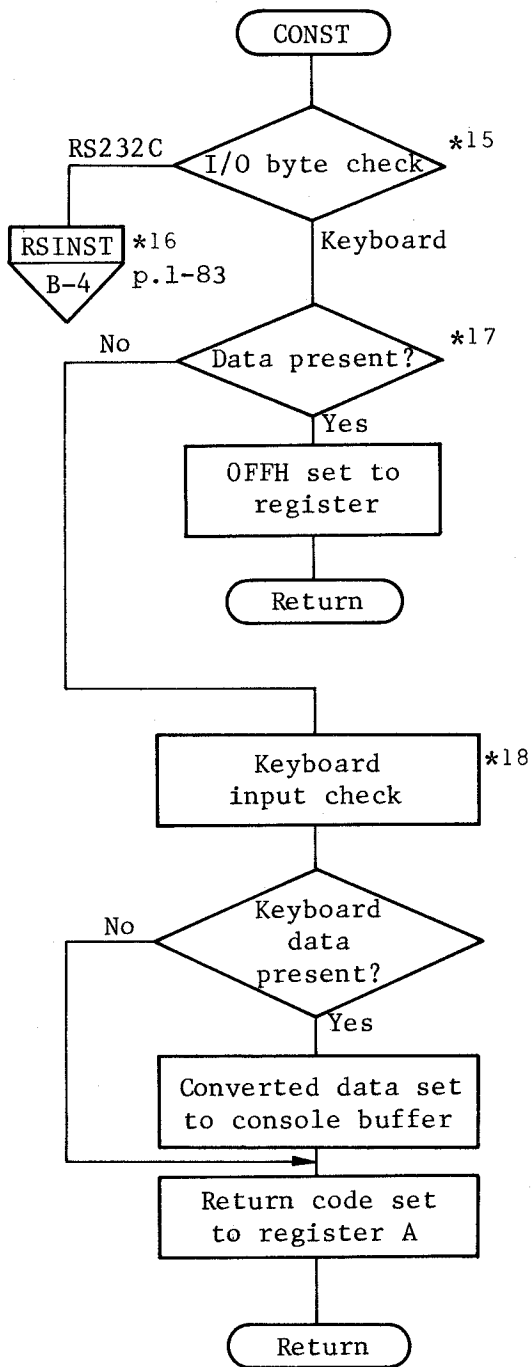 CONST
RS232C
I/O byte check
*15
RSINST
*16
B-4
p.1-83
Keyboard
No
Data present?
*17
Yes
OFFH set to
register
Return
Keyboard
input check
*18
No
Keyboard
data
present?
Yes
Converted data set
to console buffer
Return code set
to register A
Return